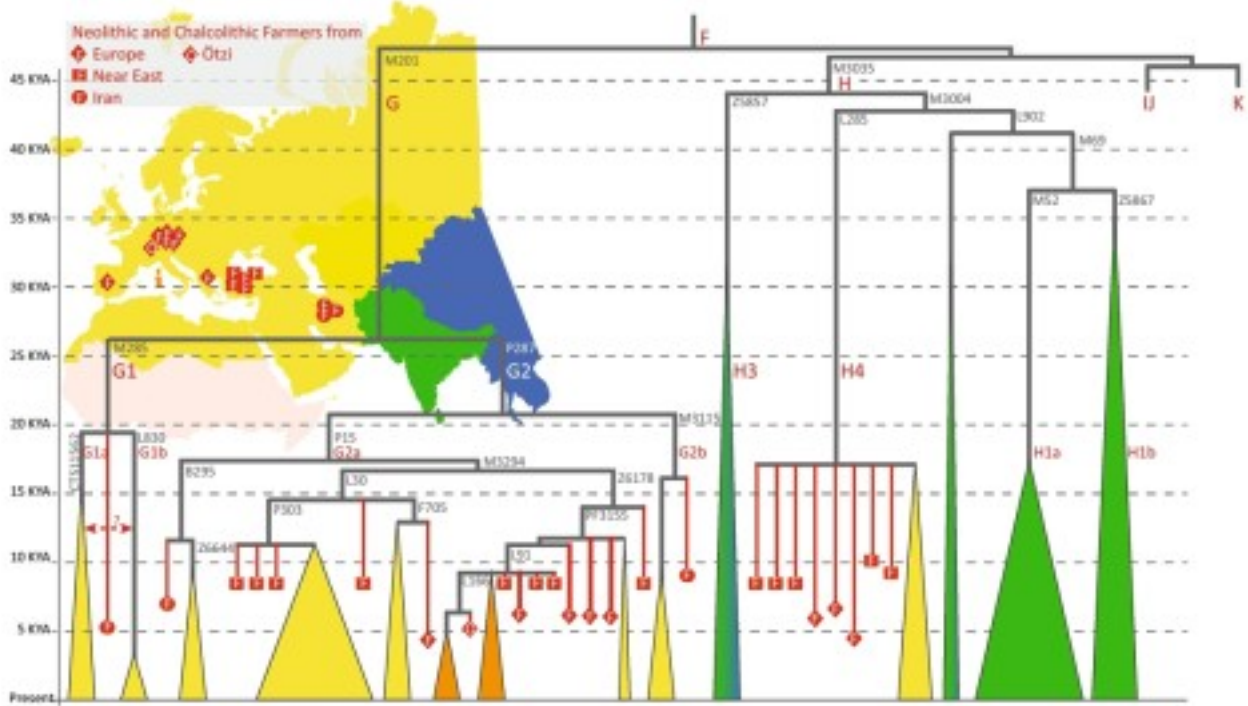 Neolithic and Chalcolithic Farmers from
Europe Ötzi
Near East
Iran
F
M201
G
M3035
H
IJ
K
Z5857
M3004
L285
L902
M69
M52
Z5867
45 KYA
40 KYA
35 KYA
30 KYA
25 KYA
20 KYA
15 KYA
10 KYA
5 KYA
Present
M285
G1
P287
G2
H3
H4
G1a
L830
G1b
P15
G2a
M3115
G2b
H1a
H1b
B295
M3294
L30
Z6178
P303
F705
PF3155
?
Z6644
L91
L166